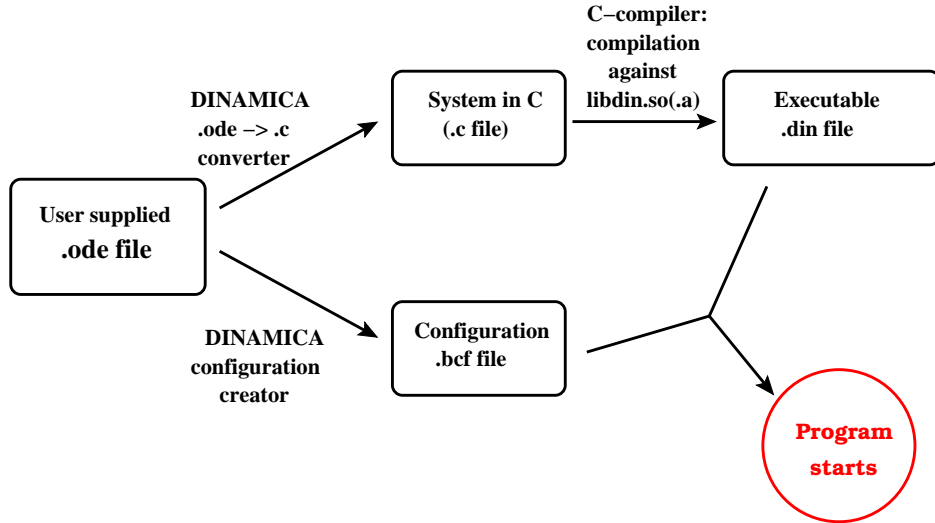 C−compiler:
compilation
against
libdin.so(.a)
DINAMICA
.ode −> .c
converter
System in C
(.c file)
Executable
.din file
User supplied
.ode file
DINAMICA
configuration
creator
Configuration
.bcf file
Program
starts